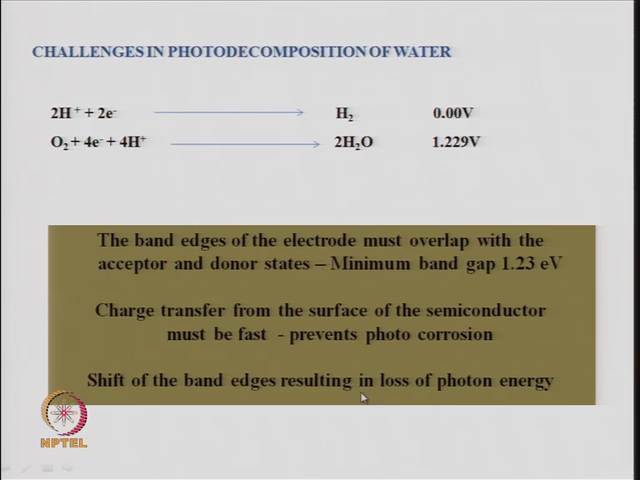 CHALLENGES IN PHOTODECOMPOSITION OF WATER
2H⁺ + 2e⁻ → H₂ 0.00V
O₂ + 4e⁻ + 4H⁺ → 2H₂O 1.229V
The band edges of the electrode must overlap with the
acceptor and donor states – Minimum band gap 1.23 eV
Charge transfer from the surface of the semiconductor
must be fast - prevents photo corrosion
Shift of the band edges resulting in loss of photon energy
NPTEL